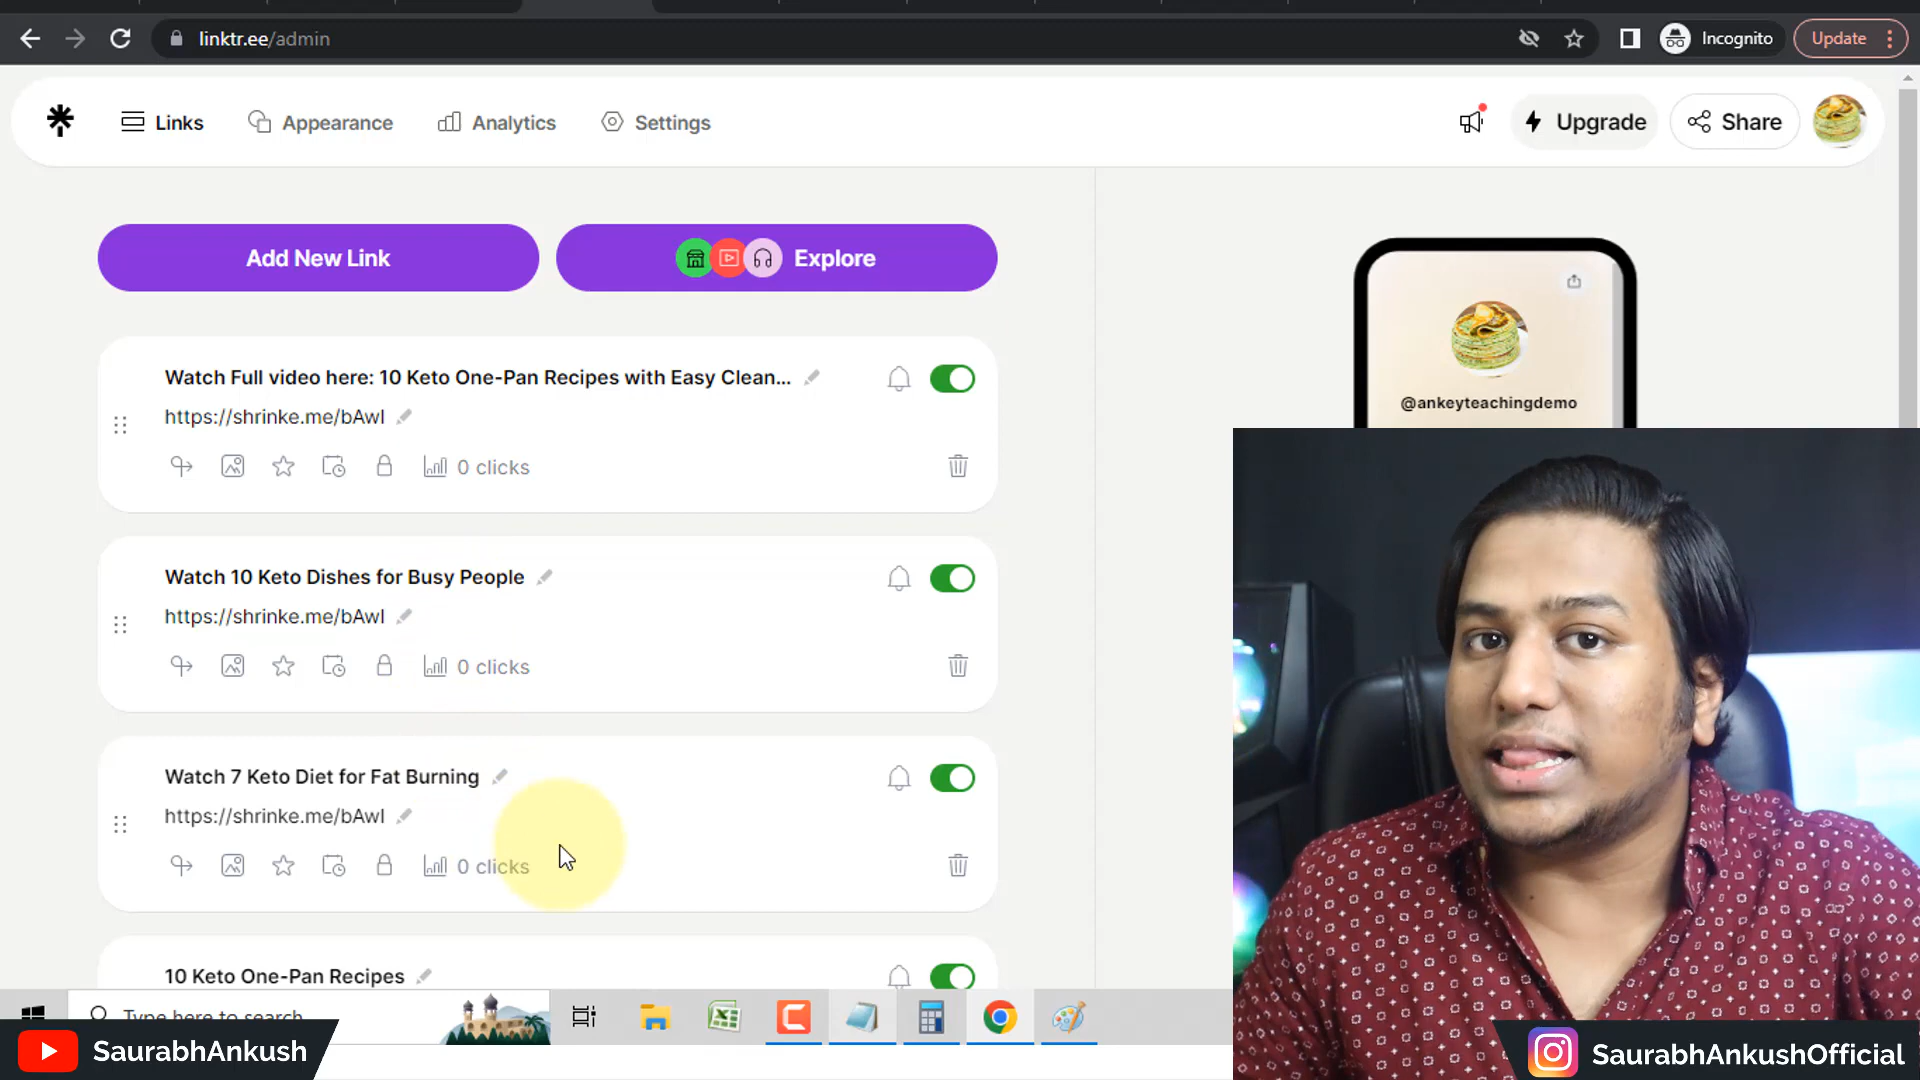 linktr.ee/admin
Incognito
Update
Links
Appearance
Analytics
Settings
Upgrade
Share
Add New Link
Explore
Watch Full video here: 10 Keto One-Pan Recipes with Easy Clean...
https://shrinke.me/bAwI
0 clicks
@ankeyteachingdemo
Watch 10 Keto Dishes for Busy People
https://shrinke.me/bAwI
0 clicks
Watch 7 Keto Diet for Fat Burning
https://shrinke.me/bAwI
0 clicks
10 Keto One-Pan Recipes
Type here to search
SaurabhAnkush
SaurabhAnkushOfficial